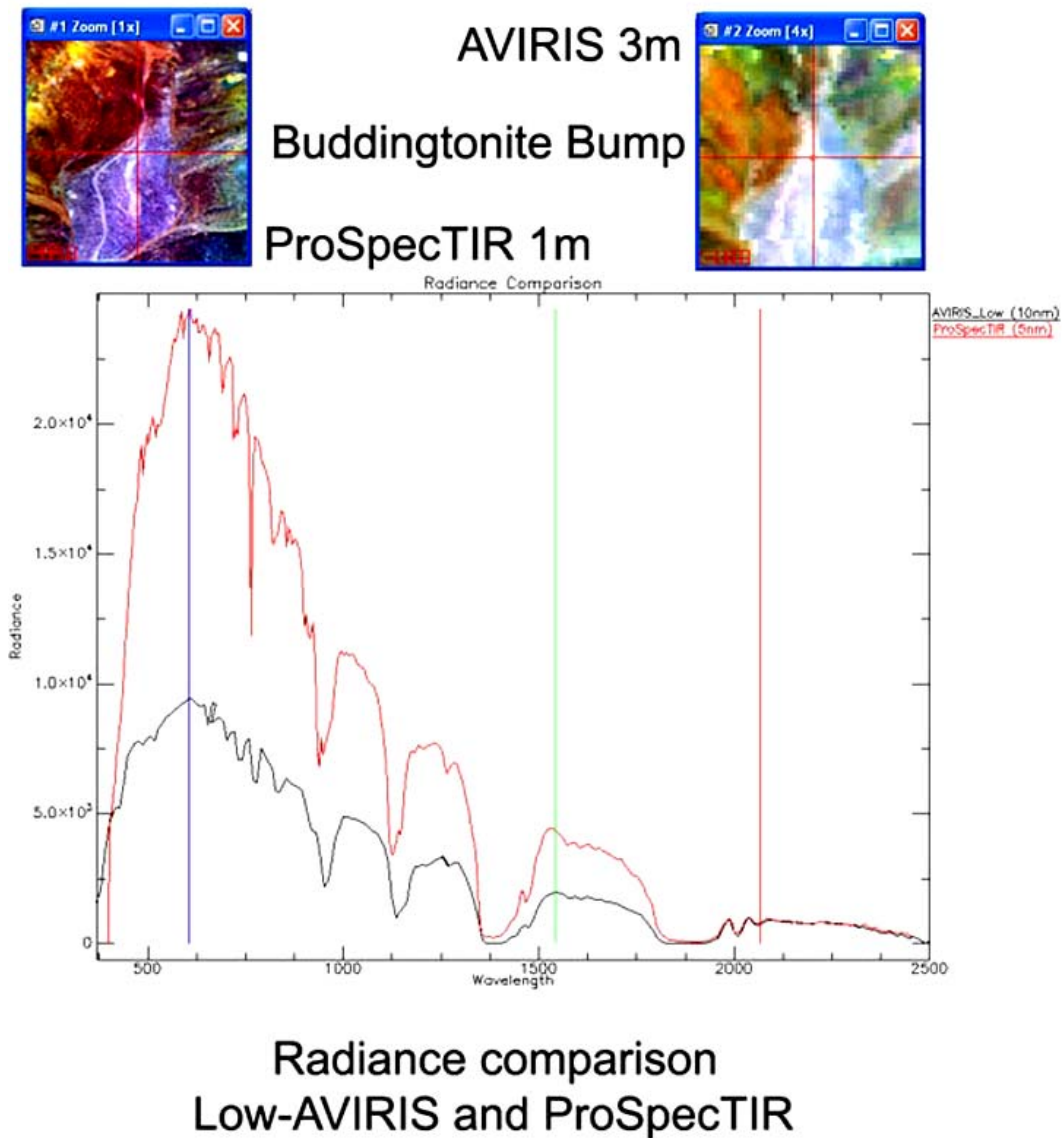 #1 Zoom [1x]
AVIRIS 3m
#2 Zoom [4x]
Buddingtonite Bump
ProSpecTIR 1m
Radiance Comparison
AVIRIS_Low (10nm)
ProSpecTIR (5nm)
2.0×10⁴
1.5×10⁴
1.0×10⁴
5.0×10³
0
Radiance
500
1000
1500
2000
2500
Wavelength
Radiance comparison
Low-AVIRIS and ProSpecTIR